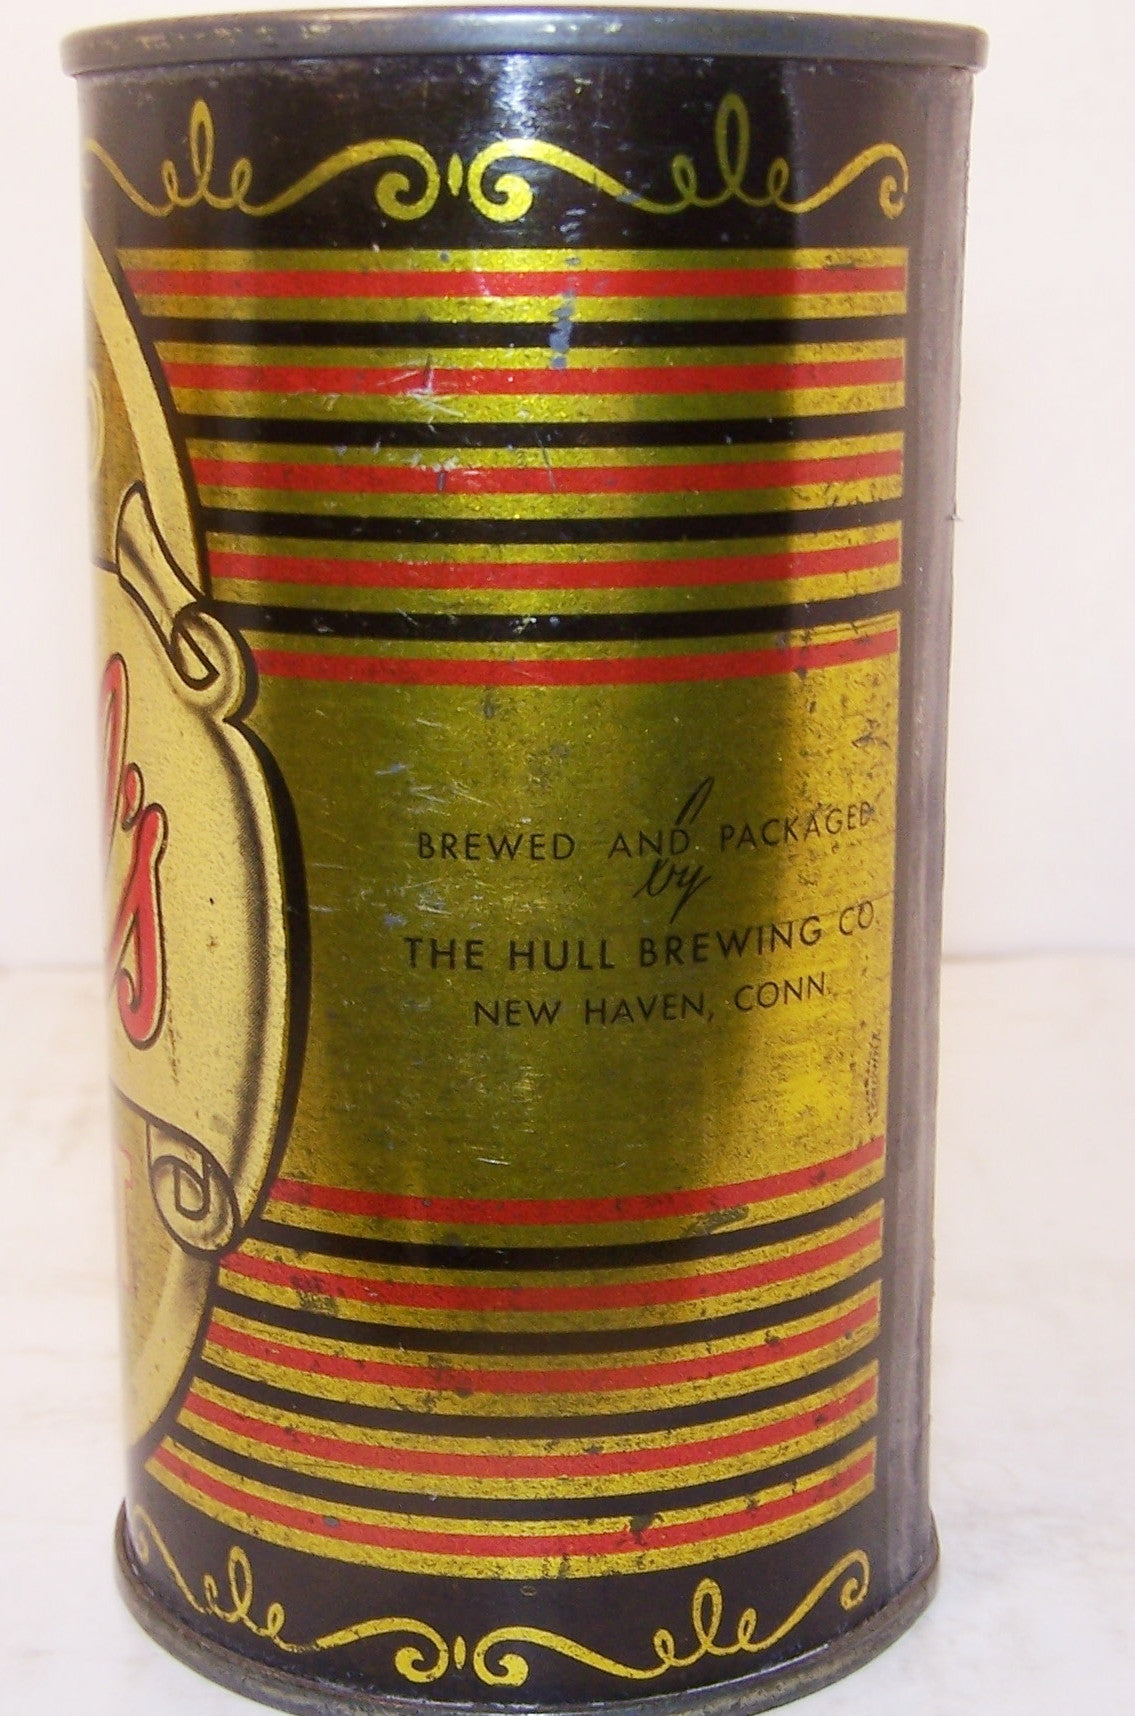 l's
BREWED AND PACKAGED
by
THE HULL BREWING CO.
NEW HAVEN, CONN.